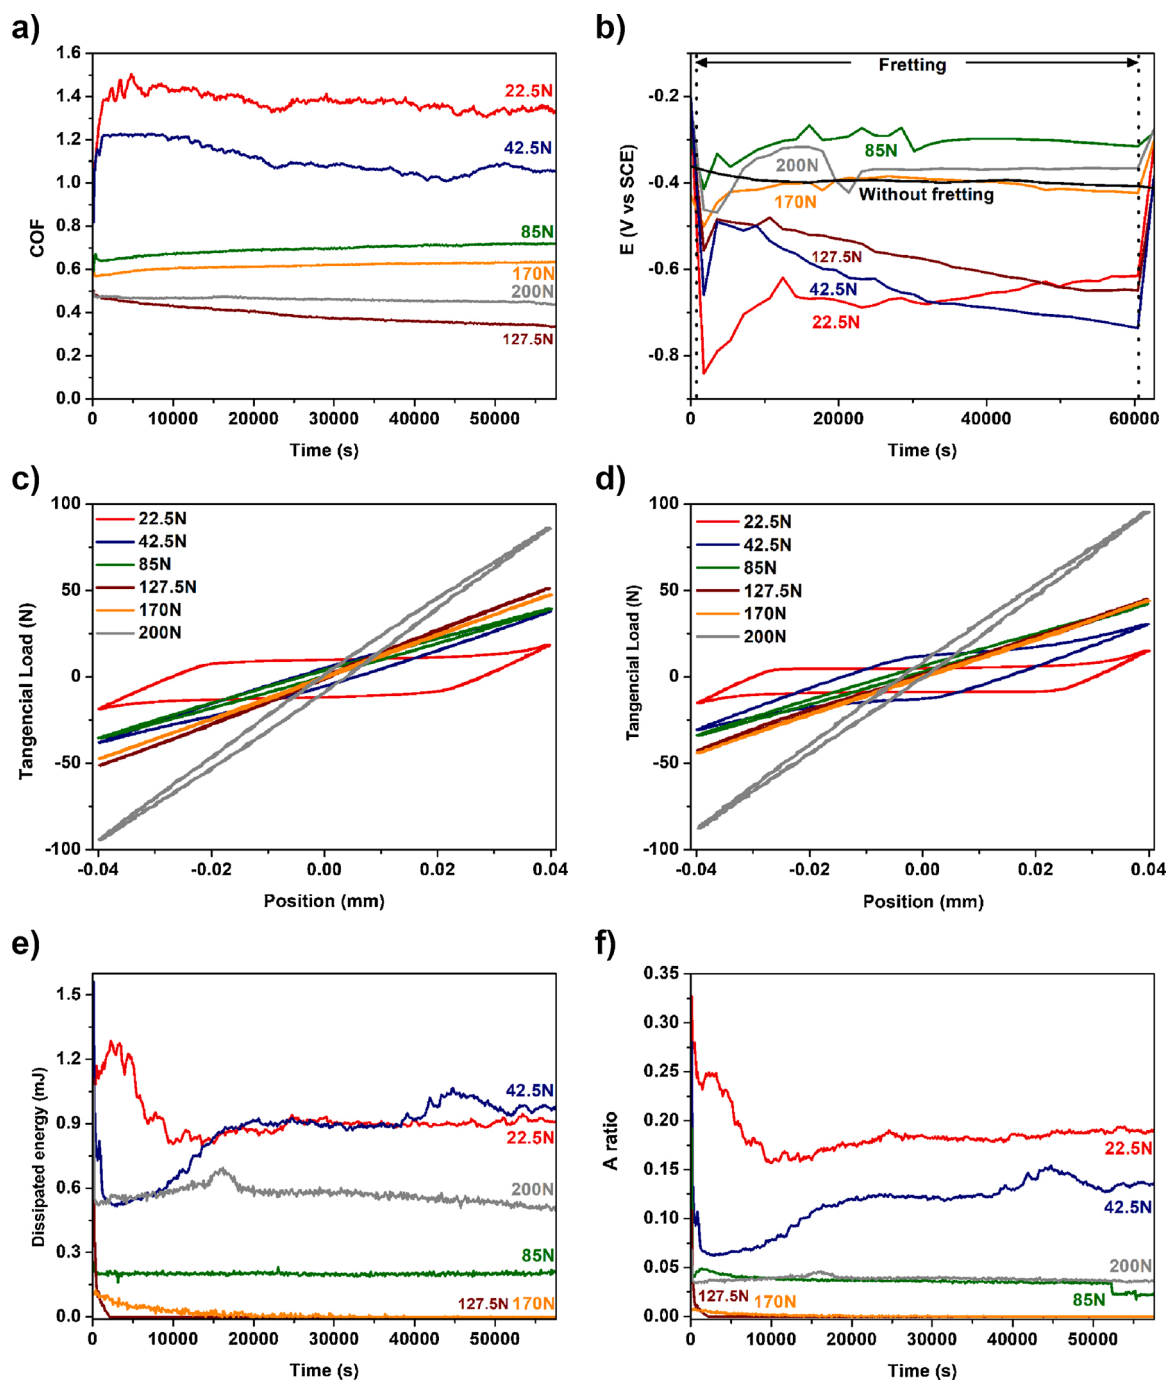 a)
1.6
1.4
1.2
1.0
0.8
0.6
0.4
0.2
0.0
COF
22.5N
42.5N
85N
170N
200N
127.5N
0 10000 20000 30000 40000 50000
Time (s)
b)
Fretting
-0.2
-0.4
-0.6
-0.8
E (V vs SCE)
85N
200N
Without fretting
170N
127.5N
42.5N
22.5N
0 20000 40000 60000
Time (s)
c)
100
50
0
-50
-100
Tangencial Load (N)
22.5N
42.5N
85N
127.5N
170N
200N
-0.04 -0.02 0.00 0.02 0.04
Position (mm)
d)
100
50
0
-50
-100
Tangencial Load (N)
22.5N
42.5N
85N
127.5N
170N
200N
-0.04 -0.02 0.00 0.02 0.04
Position (mm)
e)
1.5
1.2
0.9
0.6
0.3
0.0
Dissipated energy (mJ)
42.5N
22.5N
200N
85N
127.5N 170N
0 10000 20000 30000 40000 50000
Time (s)
f)
0.35
0.30
0.25
0.20
0.15
0.10
0.05
0.00
A ratio
22.5N
42.5N
200N
85N
127.5N
170N
0 10000 20000 30000 40000 50000
Time (s)